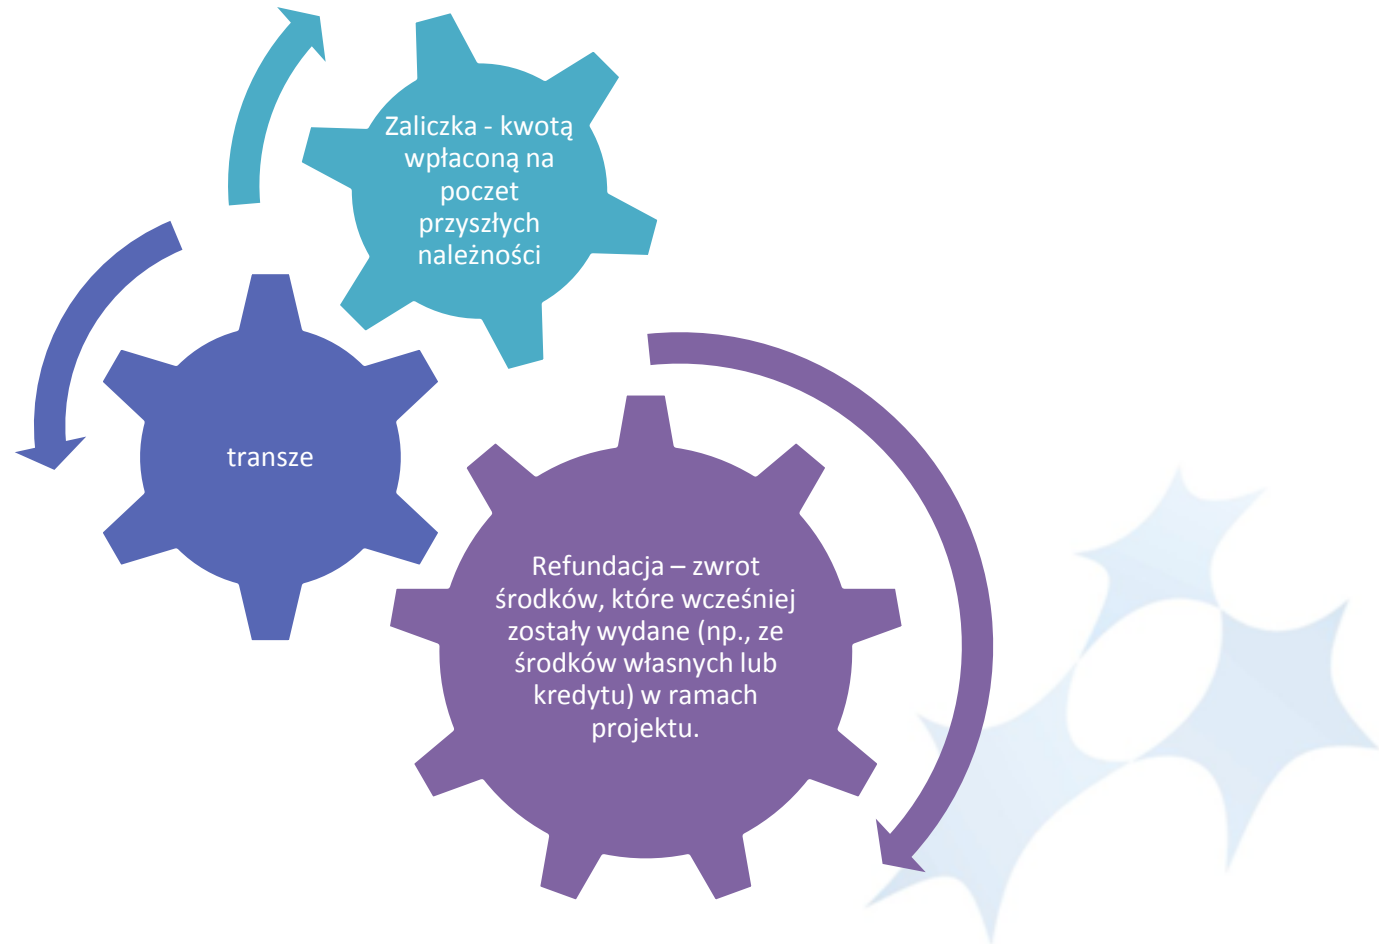 Zaliczka - kwotą
wpłaconą na
poczet
przyszłych
należności
transze
Refundacja – zwrot
środków, które wcześniej
zostały wydane (np., ze
środków własnych lub
kredytu) w ramach
projektu.